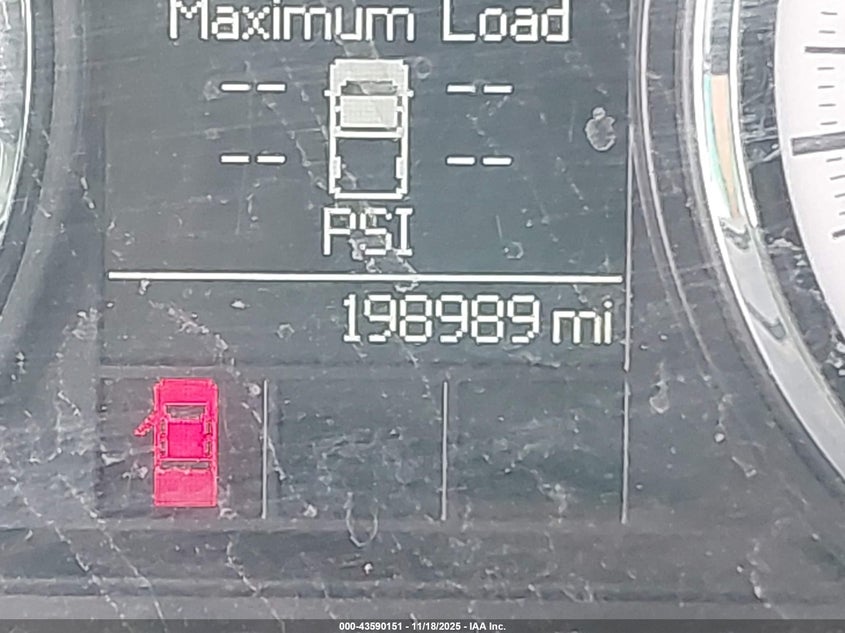 Maximum Load
-- --
-- --
PSI
198989 mi
000-43590151 - 11/18/2025 - IAA Inc.